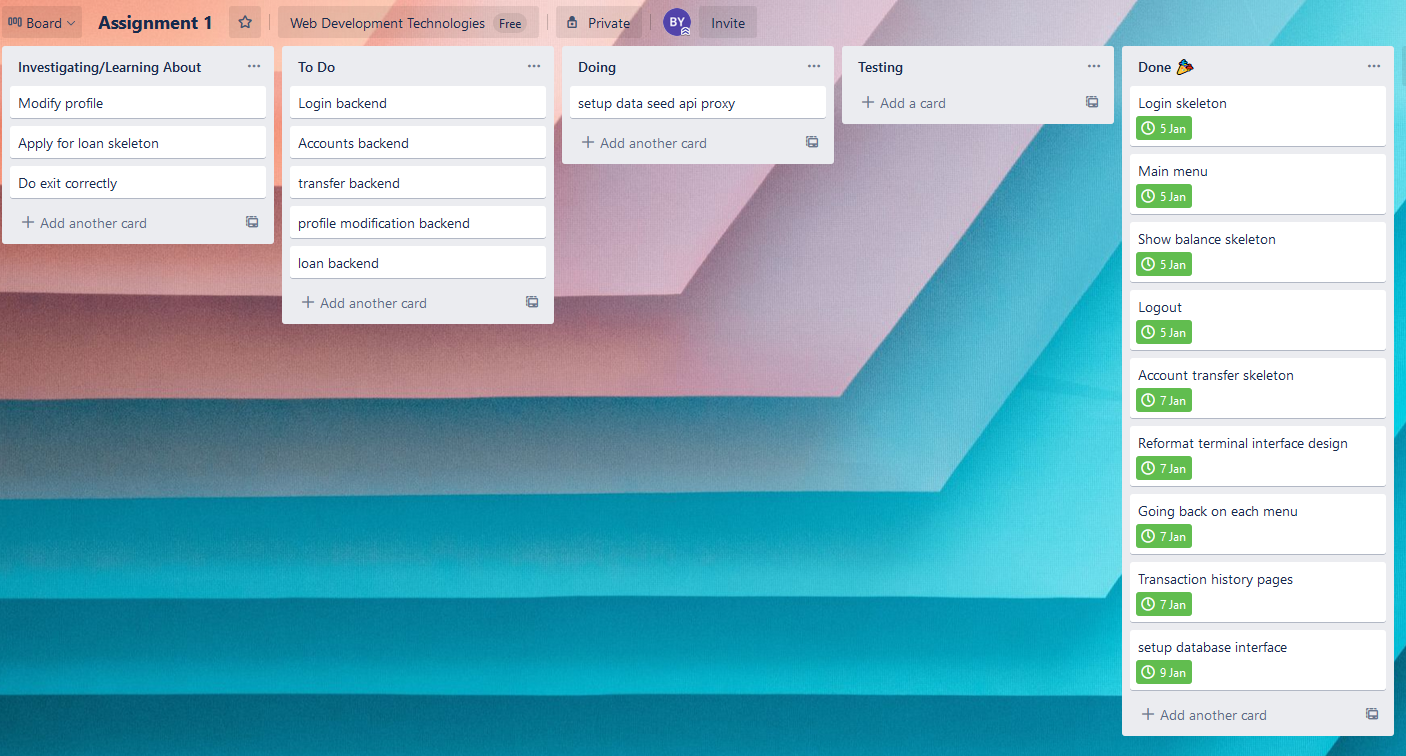 Board
Assignment 1
Web Development Technologies Free
Private
BY
Invite
Investigating/Learning About
Modify profile
Apply for loan skeleton
Do exit correctly
Add another card
To Do
Login backend
Accounts backend
transfer backend
profile modification backend
loan backend
Add another card
Doing
setup data seed api proxy
Add another card
Testing
Add a card
Done 🎉
Login skeleton
5 Jan
Main menu
5 Jan
Show balance skeleton
5 Jan
Logout
5 Jan
Account transfer skeleton
7 Jan
Reformat terminal interface design
7 Jan
Going back on each menu
7 Jan
Transaction history pages
7 Jan
setup database interface
9 Jan
Add another card